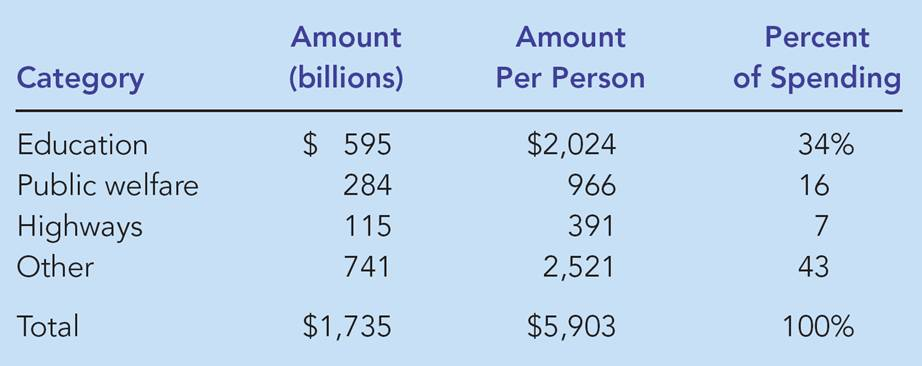 Amount Amount Percent
Category (billions) Per Person of Spending
Education $ 595 $2,024 34%
Public welfare 284 966 16
Highways 115 391 7
Other 741 2,521 43
Total $1,735 $5,903 100%